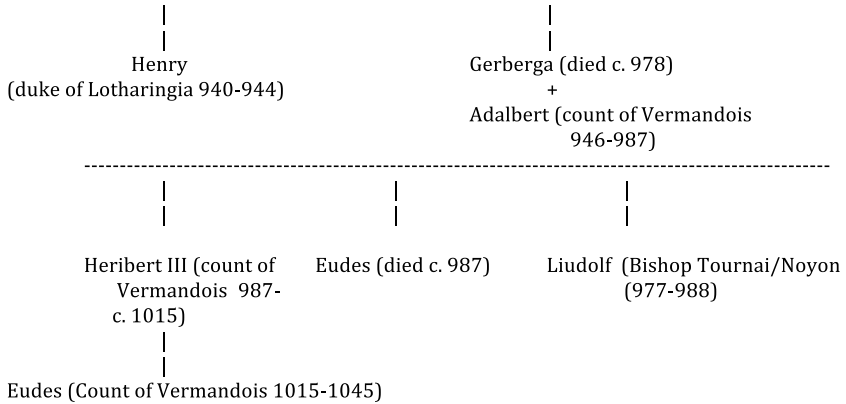 Henry
Gerberga (died c. 978)
(duke of Lotharingia 940-944)
+
Adalbert (count of Vermandois
946-987)
Heribert III (count of
Vermandois 987-
c. 1015)
Eudes (died c. 987)
Liudolf (Bishop Tournai/Noyon
(977-988)
Eudes (Count of Vermandois 1015-1045)